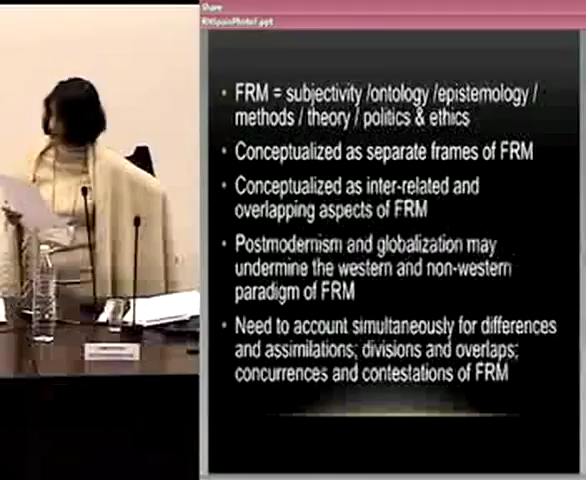 Share
• FRM = subjectivity /ontology /epistemology /
methods / theory / politics & ethics
• Conceptualized as separate frames of FRM
• Conceptualized as inter-related and
overlapping aspects of FRM
• Postmodernism and globalization may
undermine the western and non-western
paradigm of FRM
• Need to account simultaneously for differences
and assimilations; divisions and overlaps;
concurrences and contestations of FRM